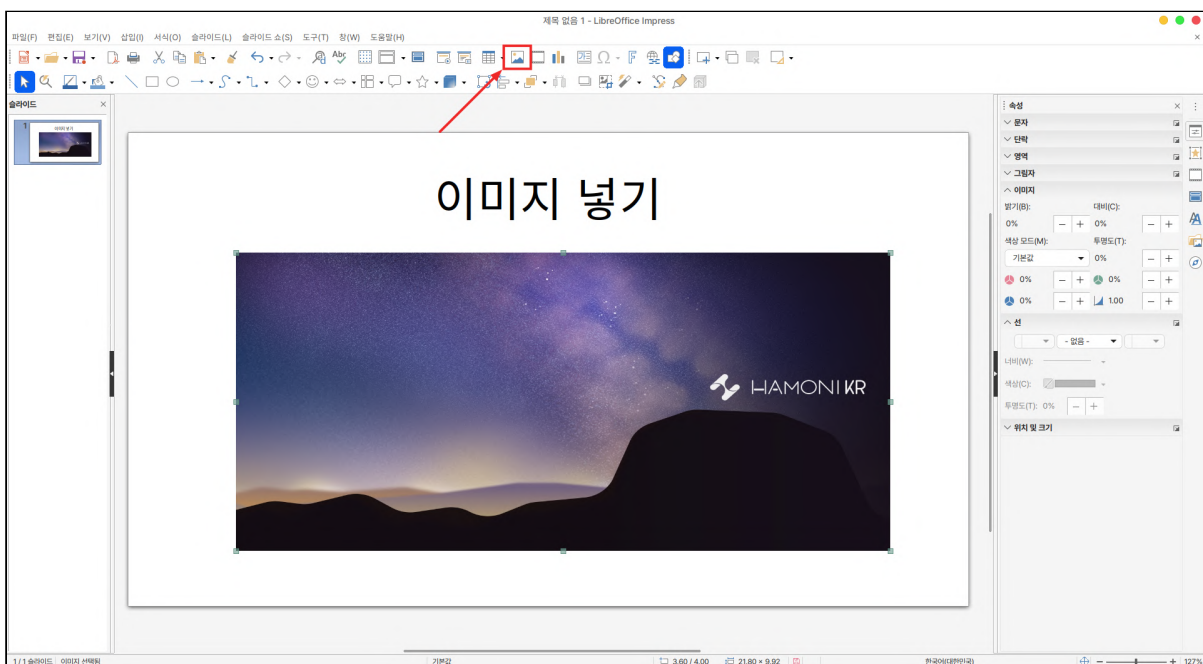 제목 없음 1 - LibreOffice Impress
파일(F) 편집(E) 보기(V) 삽입(I) 서식(O) 슬라이드(L) 슬라이드 쇼(S) 도구(T) 창(W) 도움말(H)
슬라이드
속성
1
이미지 넣기
문자
단락
영역
그림자
이미지
밝기(B): 대비(C):
0% 0%
색상 모드(M): 투명도(T):
기본값 0%
0% 0%
0% 1.00
선
- 없음 -
너비(W):
색상(C):
투명도(T): 0%
위치 및 크기
이미지 넣기
HAMONIKR
1 / 1 슬라이드 이미지 선택됨 기본값 3.60 / 4.00 21.80 × 9.92 한국어(대한민국) 127%